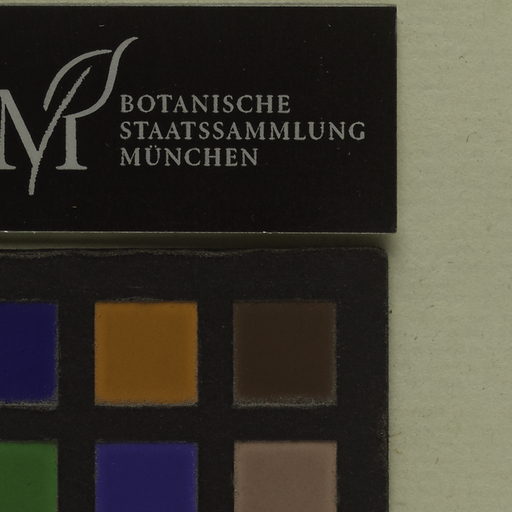 M
BOTANISCHE
STAATSSAMMLUNG
MÜNCHEN